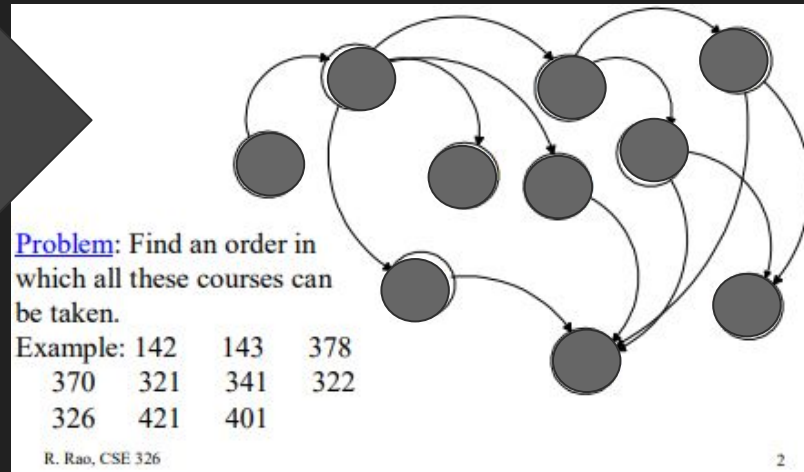 Problem: Find an order in
which all these courses can
be taken.
Example: 142 143 378
370 321 341 322
326 421 401
R. Rao, CSE 326
2